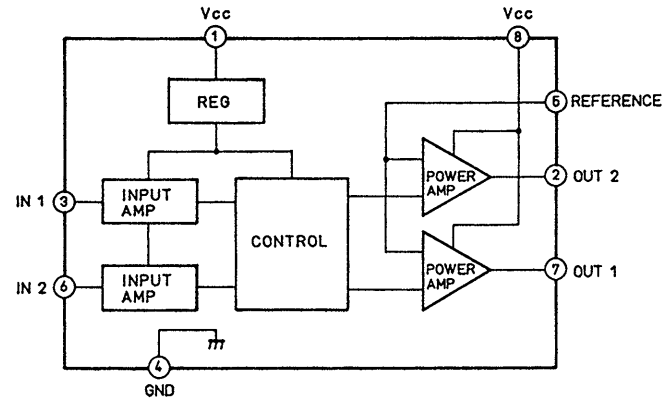 Vcc
1
Vcc
8
REG
5 REFERENCE
POWER
AMP
2 OUT 2
IN 1 3
INPUT
AMP
CONTROL
POWER
AMP
7 OUT 1
IN 2 6
INPUT
AMP
4
GND